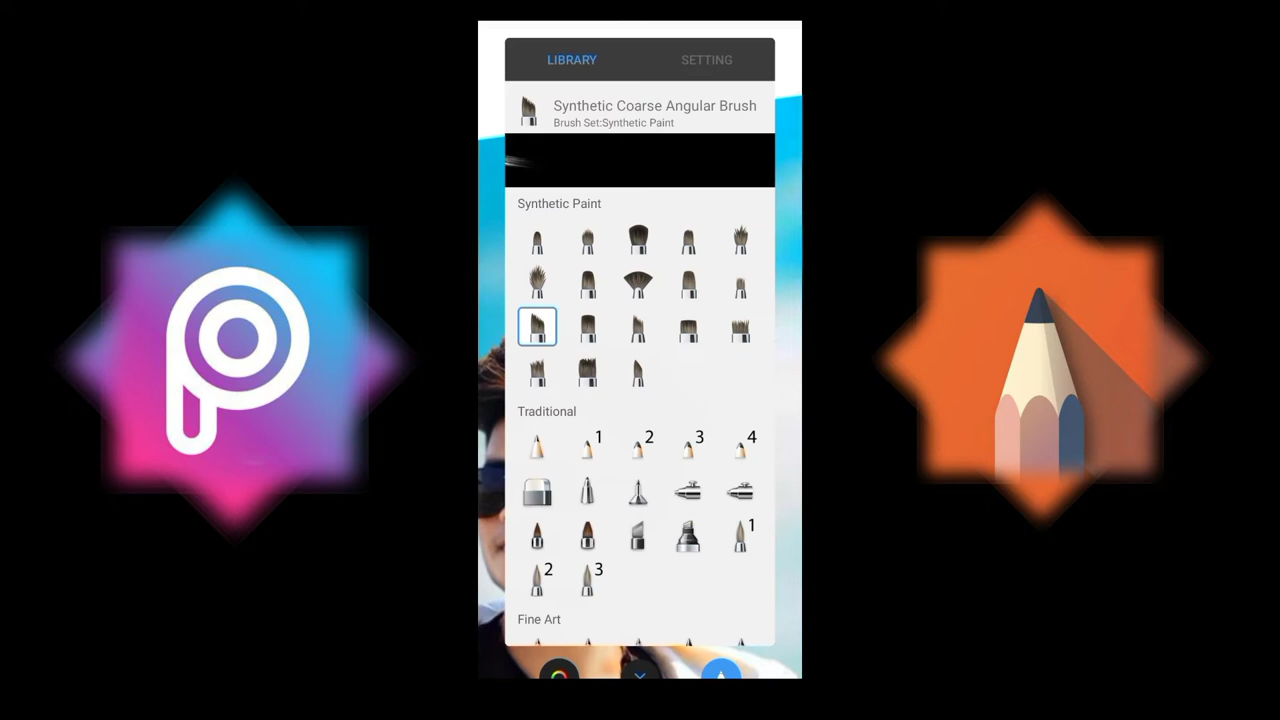 LIBRARY
SETTING
Synthetic Coarse Angular Brush
Brush Set:Synthetic Paint
Synthetic Paint
Traditional
1
2
3
4
1
2
3
Fine Art